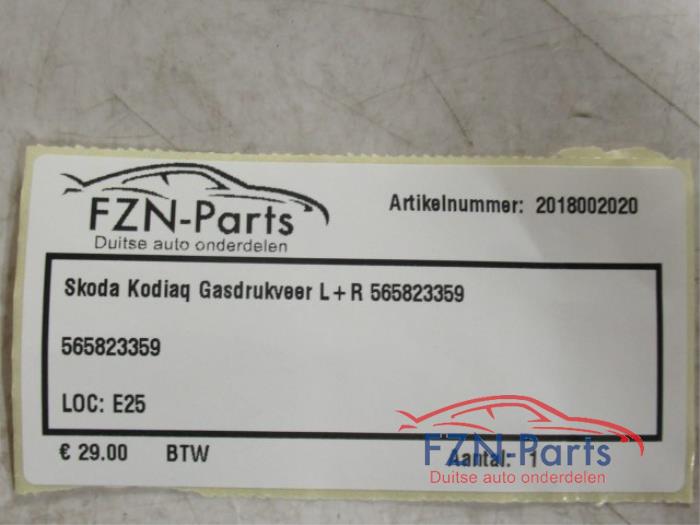 FZN-Parts
Duitse auto onderdelen
Artikelnummer: 2018002020
Skoda Kodiaq Gasdrukveer L+R 565823359
565823359
LOC: E25
€ 29.00 BTW
Aantal: 1
FZN-Parts
Duitse auto onderdelen